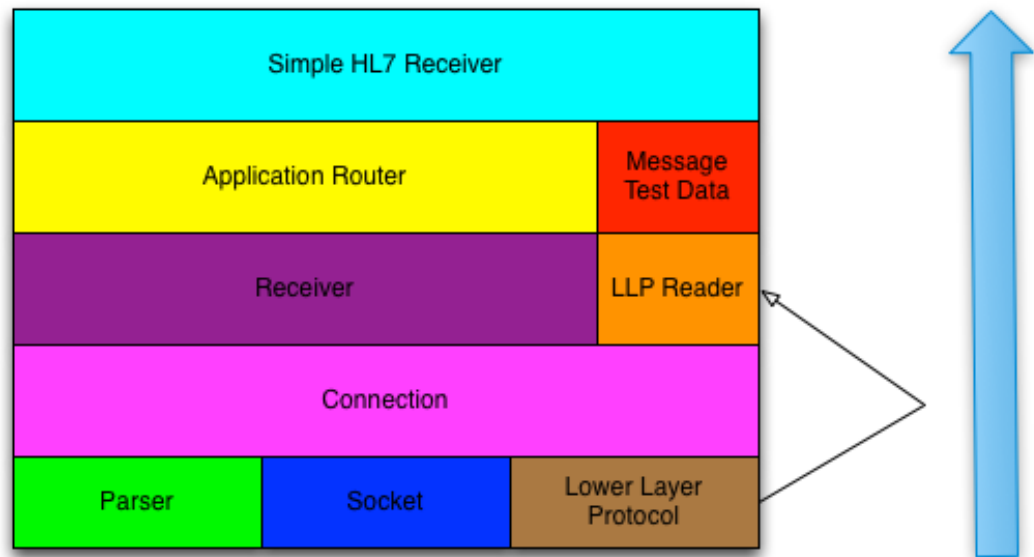 Simple HL7 Receiver
Application Router
Message
Test Data
Receiver
LLP Reader
Connection
Parser
Socket
Lower Layer
Protocol